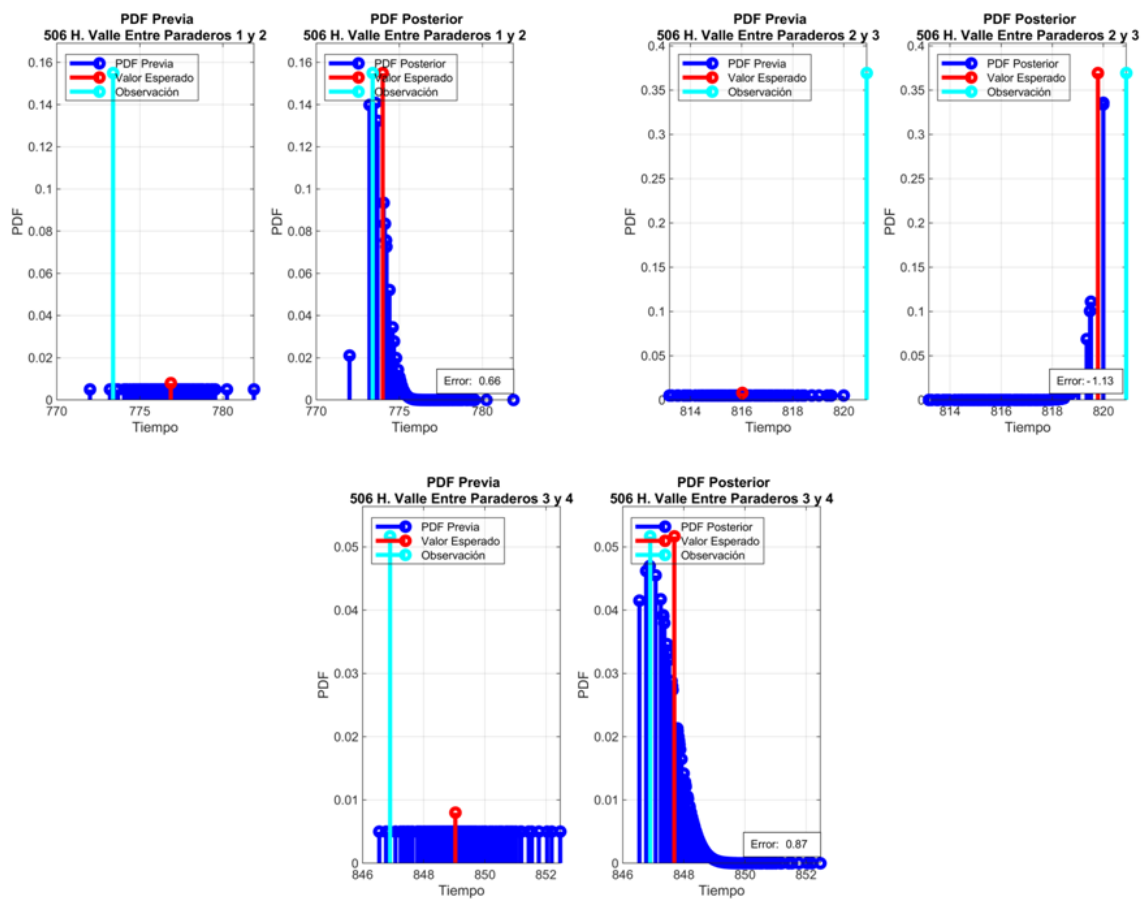 PDF Previa
506 H. Valle Entre Paraderos 1 y 2
PDF Previa
Valor Esperado
Observación
0.16
0.14
0.12
0.1
0.08
0.06
0.04
0.02
0
PDF
770
775
780
Tiempo
PDF Posterior
506 H. Valle Entre Paraderos 1 y 2
PDF Posterior
Valor Esperado
Observación
0.16
0.14
0.12
0.1
0.08
0.06
0.04
0.02
0
PDF
Error: 0.66
770
775
780
Tiempo
PDF Previa
506 H. Valle Entre Paraderos 2 y 3
PDF Previa
Valor Esperado
Observación
0.4
0.35
0.3
0.25
0.2
0.15
0.1
0.05
0
PDF
814
816
818
820
Tiempo
PDF Posterior
506 H. Valle Entre Paraderos 2 y 3
PDF Posterior
Valor Esperado
Observación
0.4
0.35
0.3
0.25
0.2
0.15
0.1
0.05
0
PDF
Error: -1.13
814
816
818
820
Tiempo
PDF Previa
506 H. Valle Entre Paraderos 3 y 4
PDF Previa
Valor Esperado
Observación
0.05
0.04
0.03
0.02
0.01
0
PDF
846
848
850
852
Tiempo
PDF Posterior
506 H. Valle Entre Paraderos 3 y 4
PDF Posterior
Valor Esperado
Observación
0.05
0.04
0.03
0.02
0.01
0
PDF
Error: 0.87
846
848
850
852
Tiempo